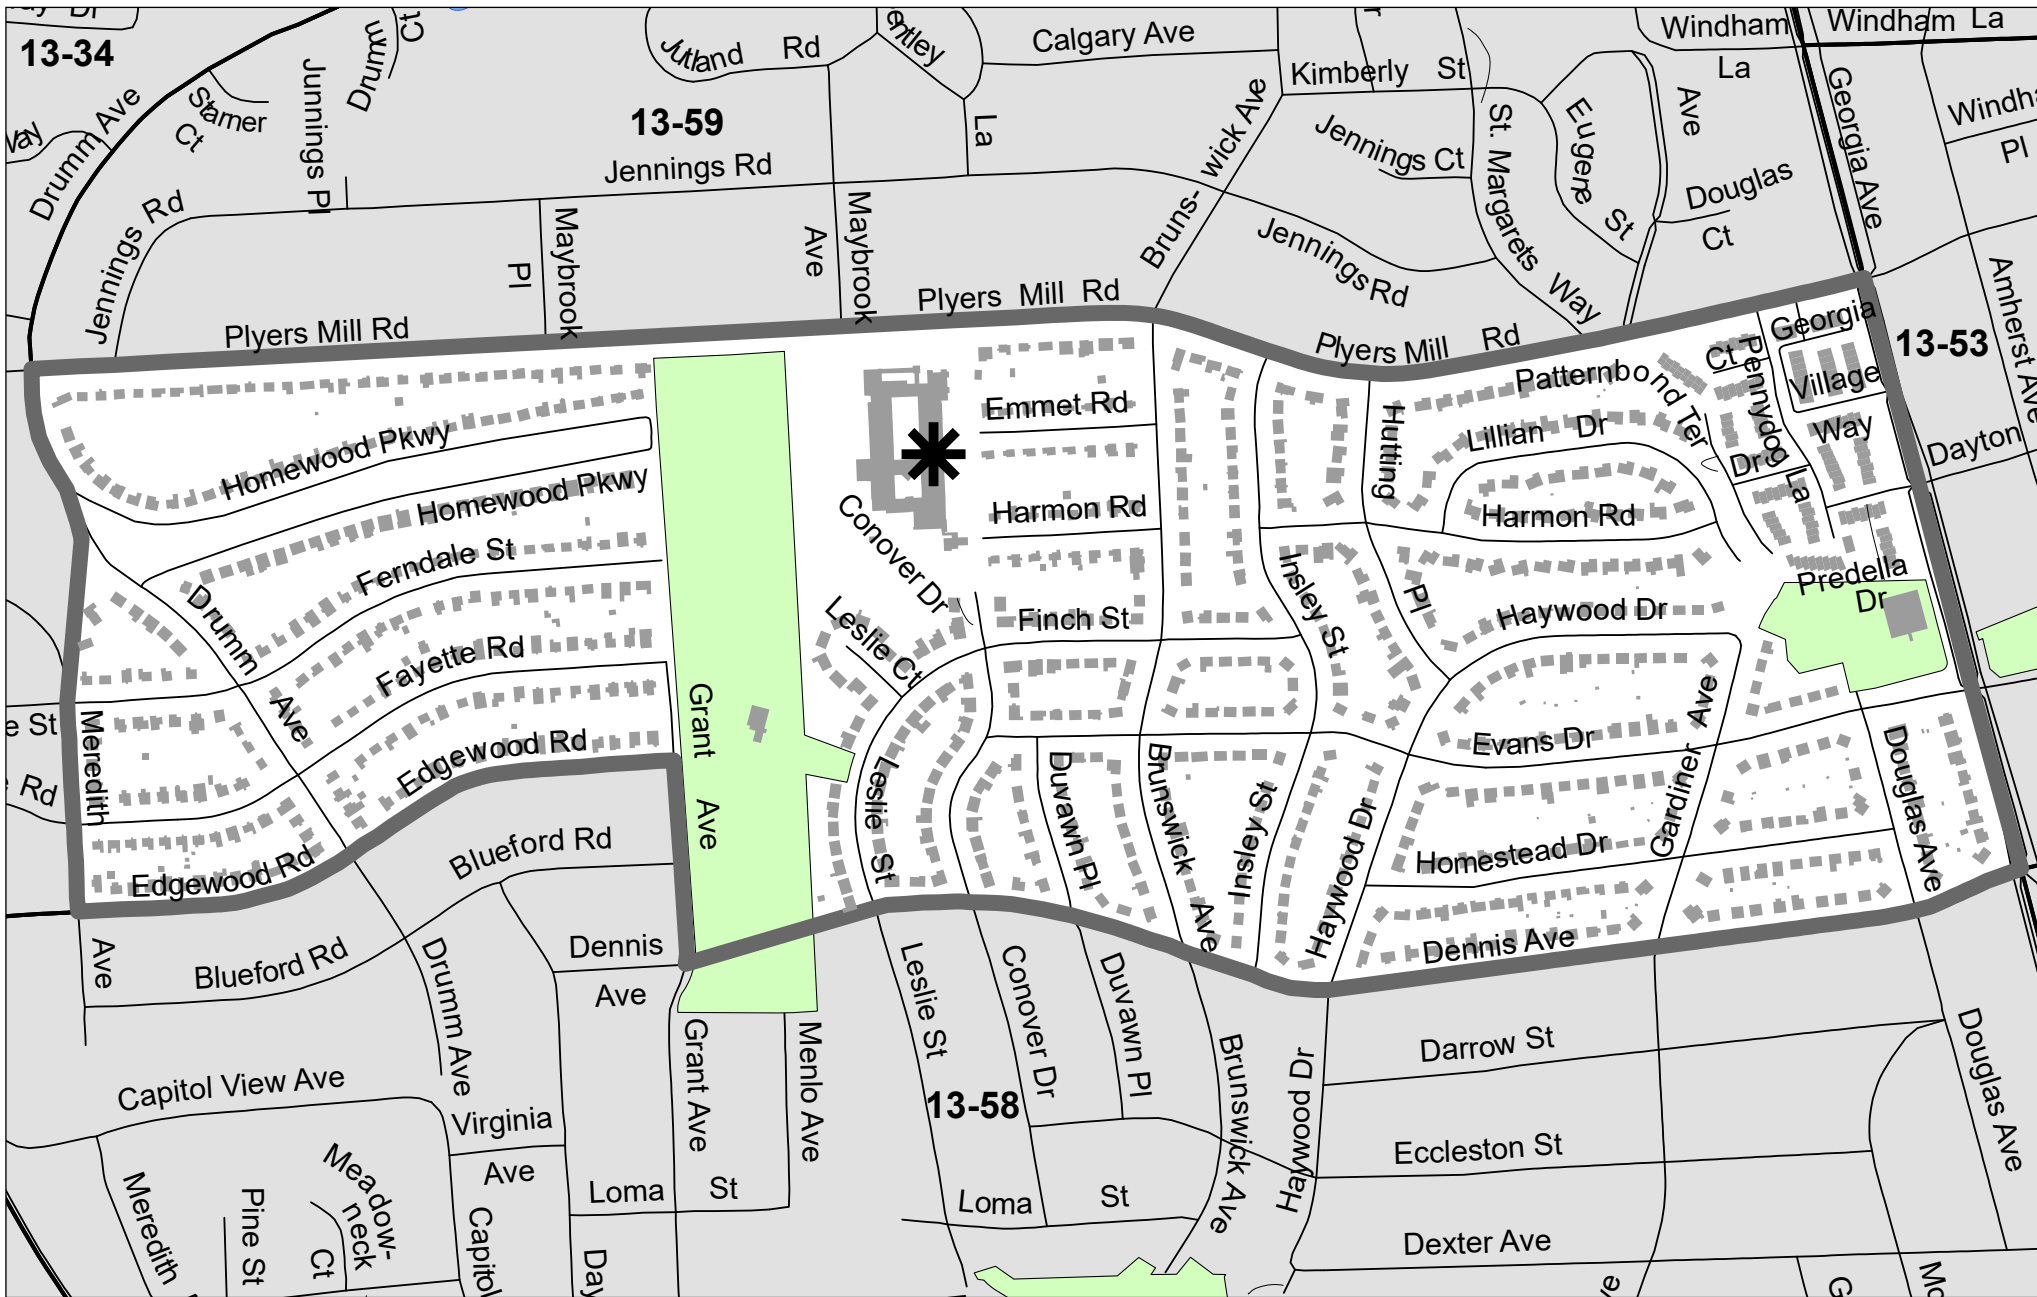 13-34
Drumm
Ct
Jutland Rd
Calgary Ave
Windham
La
Windham La
Kimberly St
Starner
Ct
Junnings Pl
Drumm Ave
13-59
La
Bruns-
wick Ave
Jennings Ct
St. Margarets
Way
Eugene
St
Ave
Douglas
Ct
Georgia Ave
Pl
Jennings Rd
Jennings Rd
Maybrook
Pl
Maybrook
Ave
Jennings Rd
Amherst Ave
Plyers Mill Rd
Plyers Mill Rd
Plyers Mill Rd
13-53
Georgia
Village
Way
Ct
Pennydog
La
Patternbond Ter
Dr
Dayton
Homewood Pkwy
Homewood Pkwy
Emmet Rd
Harmon Rd
Hutting
Pl
Lillian Dr
Harmon Rd
Ferndale St
Conover Dr
Leslie Ct
Finch St
Insley St
Haywood Dr
Predella
Dr
Drumm
Ave
Fayette Rd
Edgewood Rd
Meredith
Ave
e St
Rd
Grant
Ave
Leslie
St
Duvawn Pl
Brunswick
Ave
Insley St
Haywood Dr
Evans Dr
Gardiner Ave
Homestead Dr
Douglas Ave
Dennis Ave
Edgewood Rd
Blueford Rd
Blueford Rd
Dennis
Ave
Drumm Ave
Grant Ave
Menlo Ave
Leslie St
Conover Dr
Duvawn Pl
Brunswick Ave
Haywood Dr
13-58
Darrow St
Douglas Ave
Eccleston St
Dexter Ave
Capitol View Ave
Virginia
Ave
Loma St
Loma St
Meredith
Pine St
Meadow-
neck
Ct
Capitol